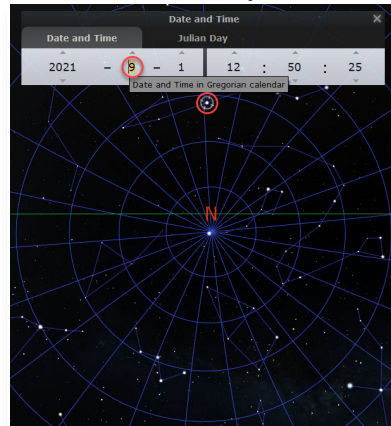 Date and Time
Date and Time Julian Day
2021 – 9 – 1 12 : 50 : 25
Date and Time in Gregorian calendar
N